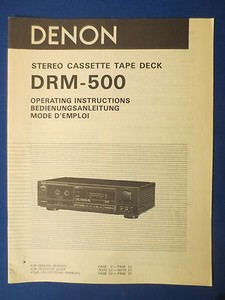 DENON
STEREO CASSETTE TAPE DECK
DRM-500
OPERATING INSTRUCTIONS
BEDIENUNGSANLEITUNG
MODE D'EMPLOI